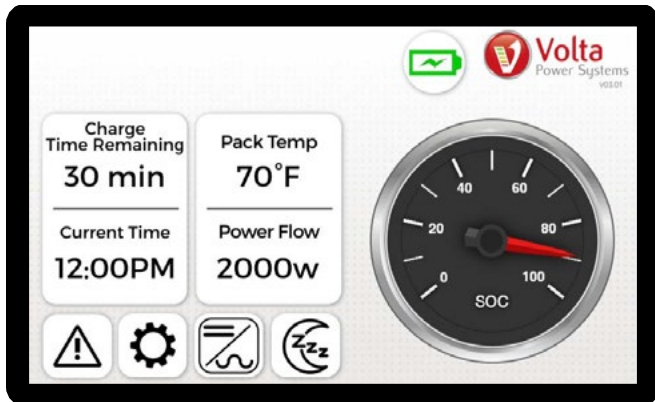 Volta
Power Systems
V03.01
Charge
Time Remaining
30 min
Current Time
12:00PM
Pack Temp
70°F
Power Flow
2000w
0
20
40
60
80
100
SOC
zZz